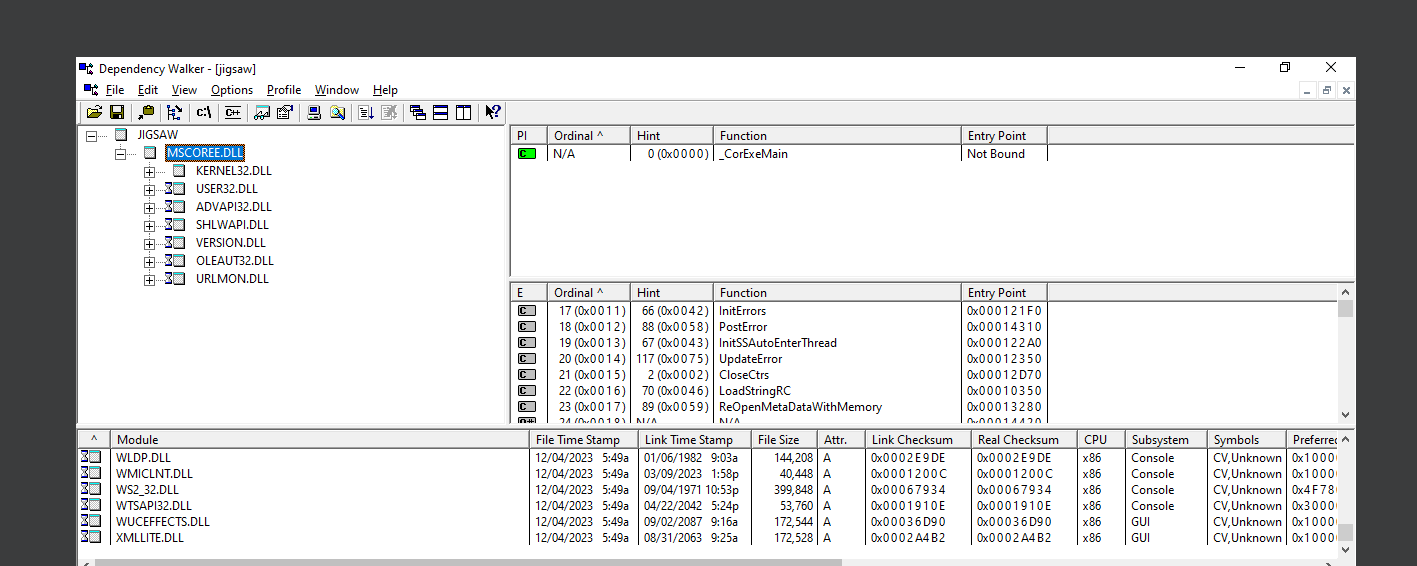 Dependency Walker - [jigsaw]
File Edit View Options Profile Window Help
c:\ C++
JIGSAW
MSCOREE.DLL
KERNEL32.DLL
USER32.DLL
ADVAPI32.DLL
SHLWAPI.DLL
VERSION.DLL
OLEAUT32.DLL
URLMON.DLL
PI Ordinal ^ Hint Function Entry Point
C N/A 0 (0x0000) _CorExeMain Not Bound
E Ordinal ^ Hint Function Entry Point
C 17 (0x0011) 66 (0x0042) InitErrors 0x000121F0
C 18 (0x0012) 88 (0x0058) PostError 0x00014310
C 19 (0x0013) 67 (0x0043) InitSSAutoEnterThread 0x000122A0
C 20 (0x0014) 117 (0x0075) UpdateError 0x00012350
C 21 (0x0015) 2 (0x0002) CloseCtrs 0x00012D70
C 22 (0x0016) 70 (0x0046) LoadStringRC 0x00010350
C 23 (0x0017) 89 (0x0059) ReOpenMetaDataWithMemory 0x00013280
24 (0x0018) N/A N/A 0x00014420
^ Module File Time Stamp Link Time Stamp File Size Attr. Link Checksum Real Checksum CPU Subsystem Symbols Preferred
WLDP.DLL 12/04/2023 5:49a 01/06/1982 9:03a 144,208 A 0x0002E9DE 0x0002E9DE x86 Console CV,Unknown 0x1000
WMICLNT.DLL 12/04/2023 5:49a 03/09/2023 1:58p 40,448 A 0x0001200C 0x0001200C x86 Console CV,Unknown 0x1000
WS2_32.DLL 12/04/2023 5:49a 09/04/1971 10:53p 399,848 A 0x00067934 0x00067934 x86 Console CV,Unknown 0x4F78
WTSAPI32.DLL 12/04/2023 5:49a 04/22/2042 5:24p 53,760 A 0x0001910E 0x0001910E x86 Console CV,Unknown 0x3000
WUCEFFECTS.DLL 12/04/2023 5:49a 09/02/2087 9:16a 172,544 A 0x00036D90 0x00036D90 x86 GUI CV,Unknown 0x1000
XMLLITE.DLL 12/04/2023 5:49a 08/31/2063 9:25a 172,528 A 0x0002A4B2 0x0002A4B2 x86 GUI CV,Unknown 0x1000